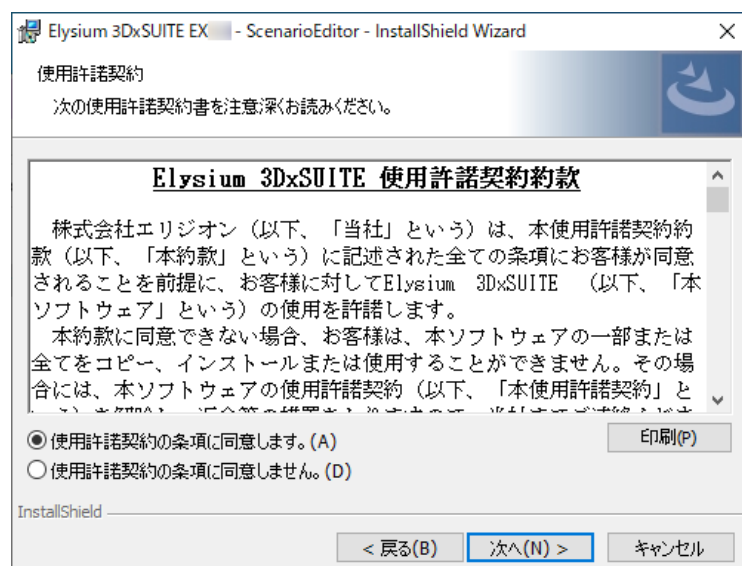 Elysium 3DxSUITE EX - ScenarioEditor - InstallShield Wizard
使用許諾契約
次の使用許諾契約書を注意深くお読みください。
Elysium 3DxSUITE 使用許諾契約約款
株式会社エリジオン（以下、「当社」という）は、本使用許諾契約約
款（以下、「本約款」という）に記述された全ての条項にお客様が同意
されることを前提に、お客様に対してElysium 3DxSUITE （以下、「本
ソフトウェア」という）の使用を許諾します。
本約款に同意できない場合、お客様は、本ソフトウェアの一部または
全てをコピー、インストールまたは使用することができません。その場
合には、本ソフトウェアの使用許諾契約（以下、「本使用許諾契約」と
使用許諾契約の条項に同意します。(A)
印刷(P)
使用許諾契約の条項に同意しません。(D)
InstallShield
< 戻る(B)
次へ(N) >
キャンセル